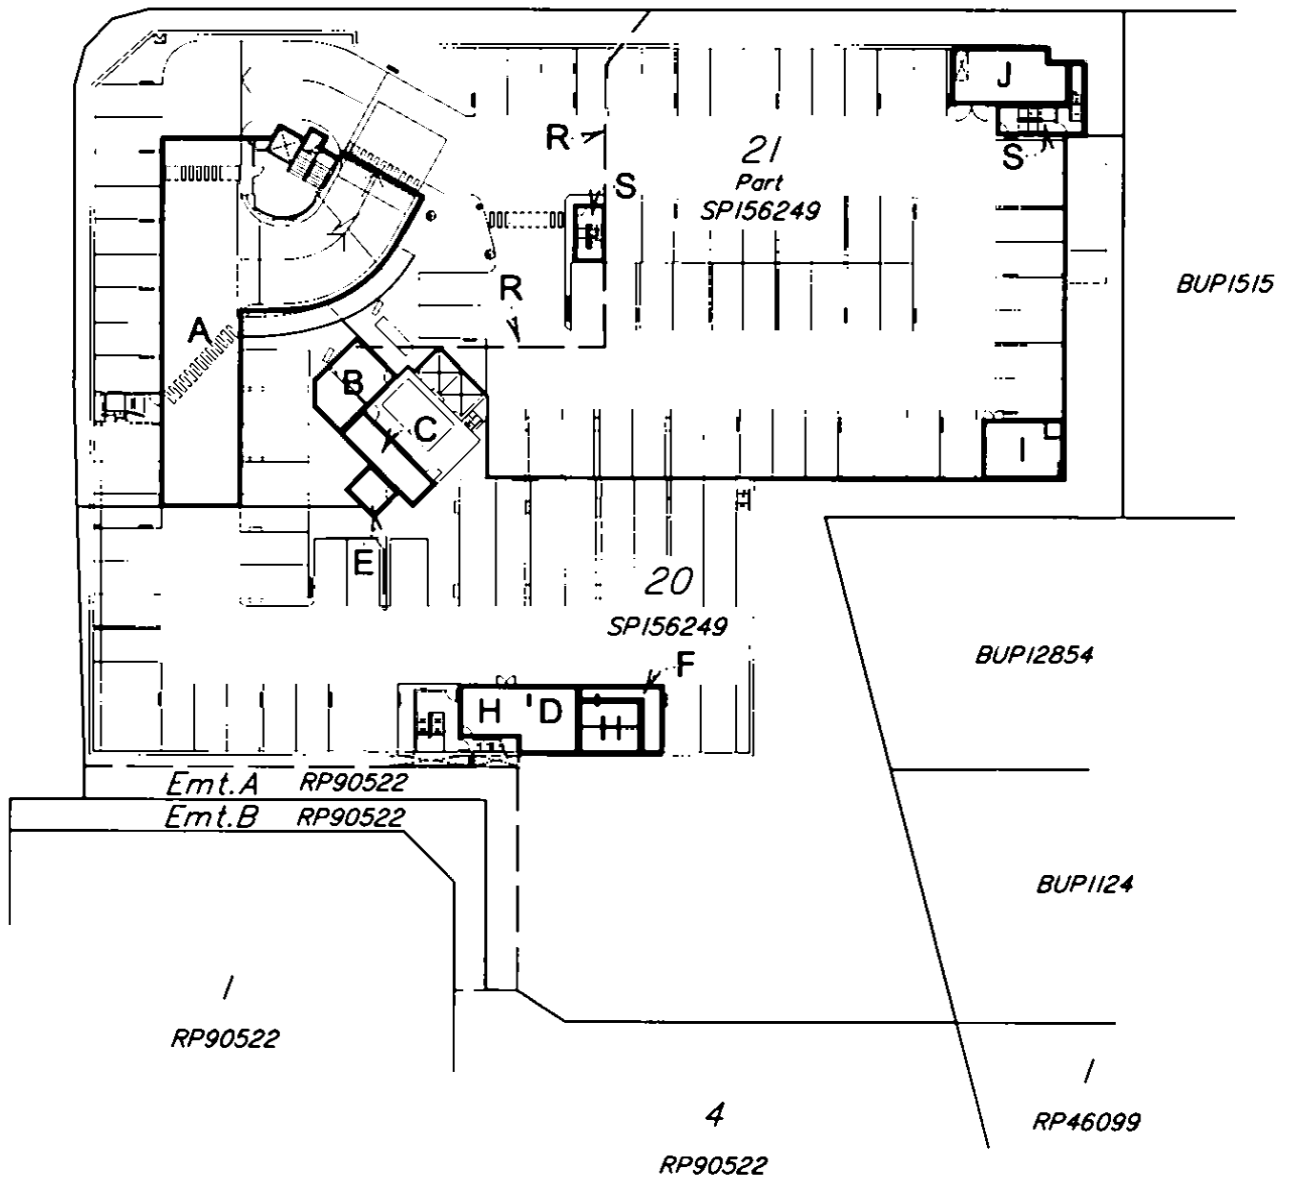 J
R
21
S
Part
S
SP156249
BUP1515
R
A
B
C
I
E
20
SP156249
BUP12854
F
H
D
H
Emt.A RP90522
Emt.B RP90522
BUP1124
1
RP90522
1
4
RP46099
RP90522